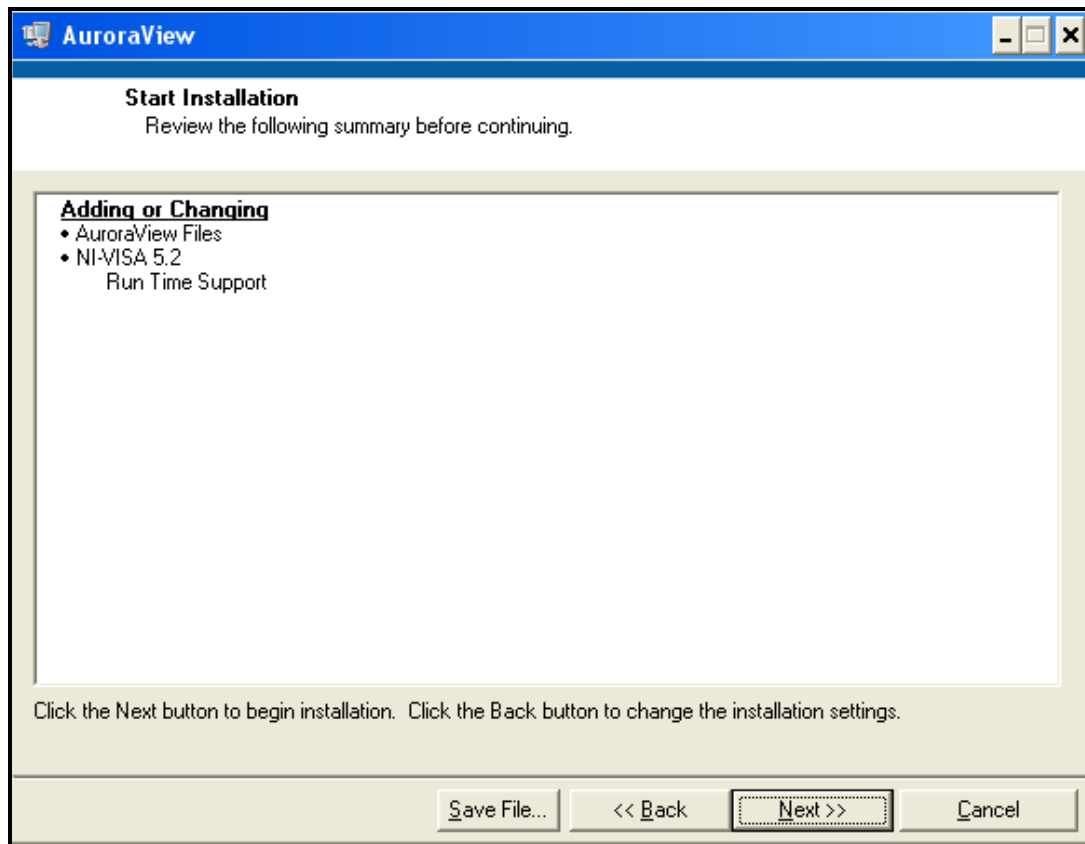 AuroraView
Start Installation
Review the following summary before continuing.
Adding or Changing
• AuroraView Files
• NI-VISA 5.2
Run Time Support
Click the Next button to begin installation.  Click the Back button to change the installation settings.
Save File...
<< Back
Next >>
Cancel